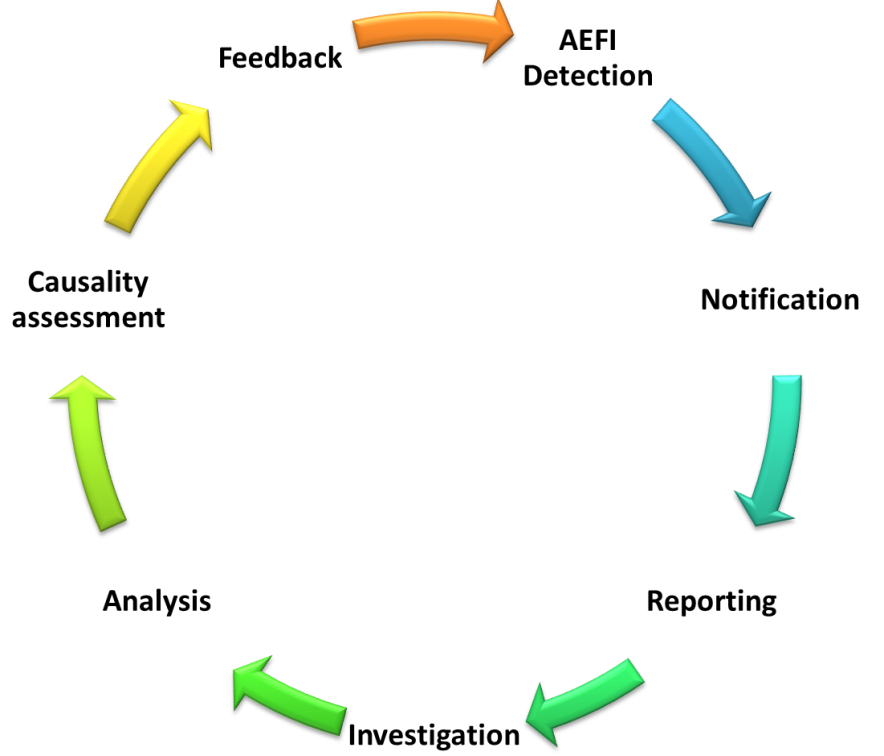 AEFI
Detection
Notification
Reporting
Investigation
Analysis
Causality
assessment
Feedback